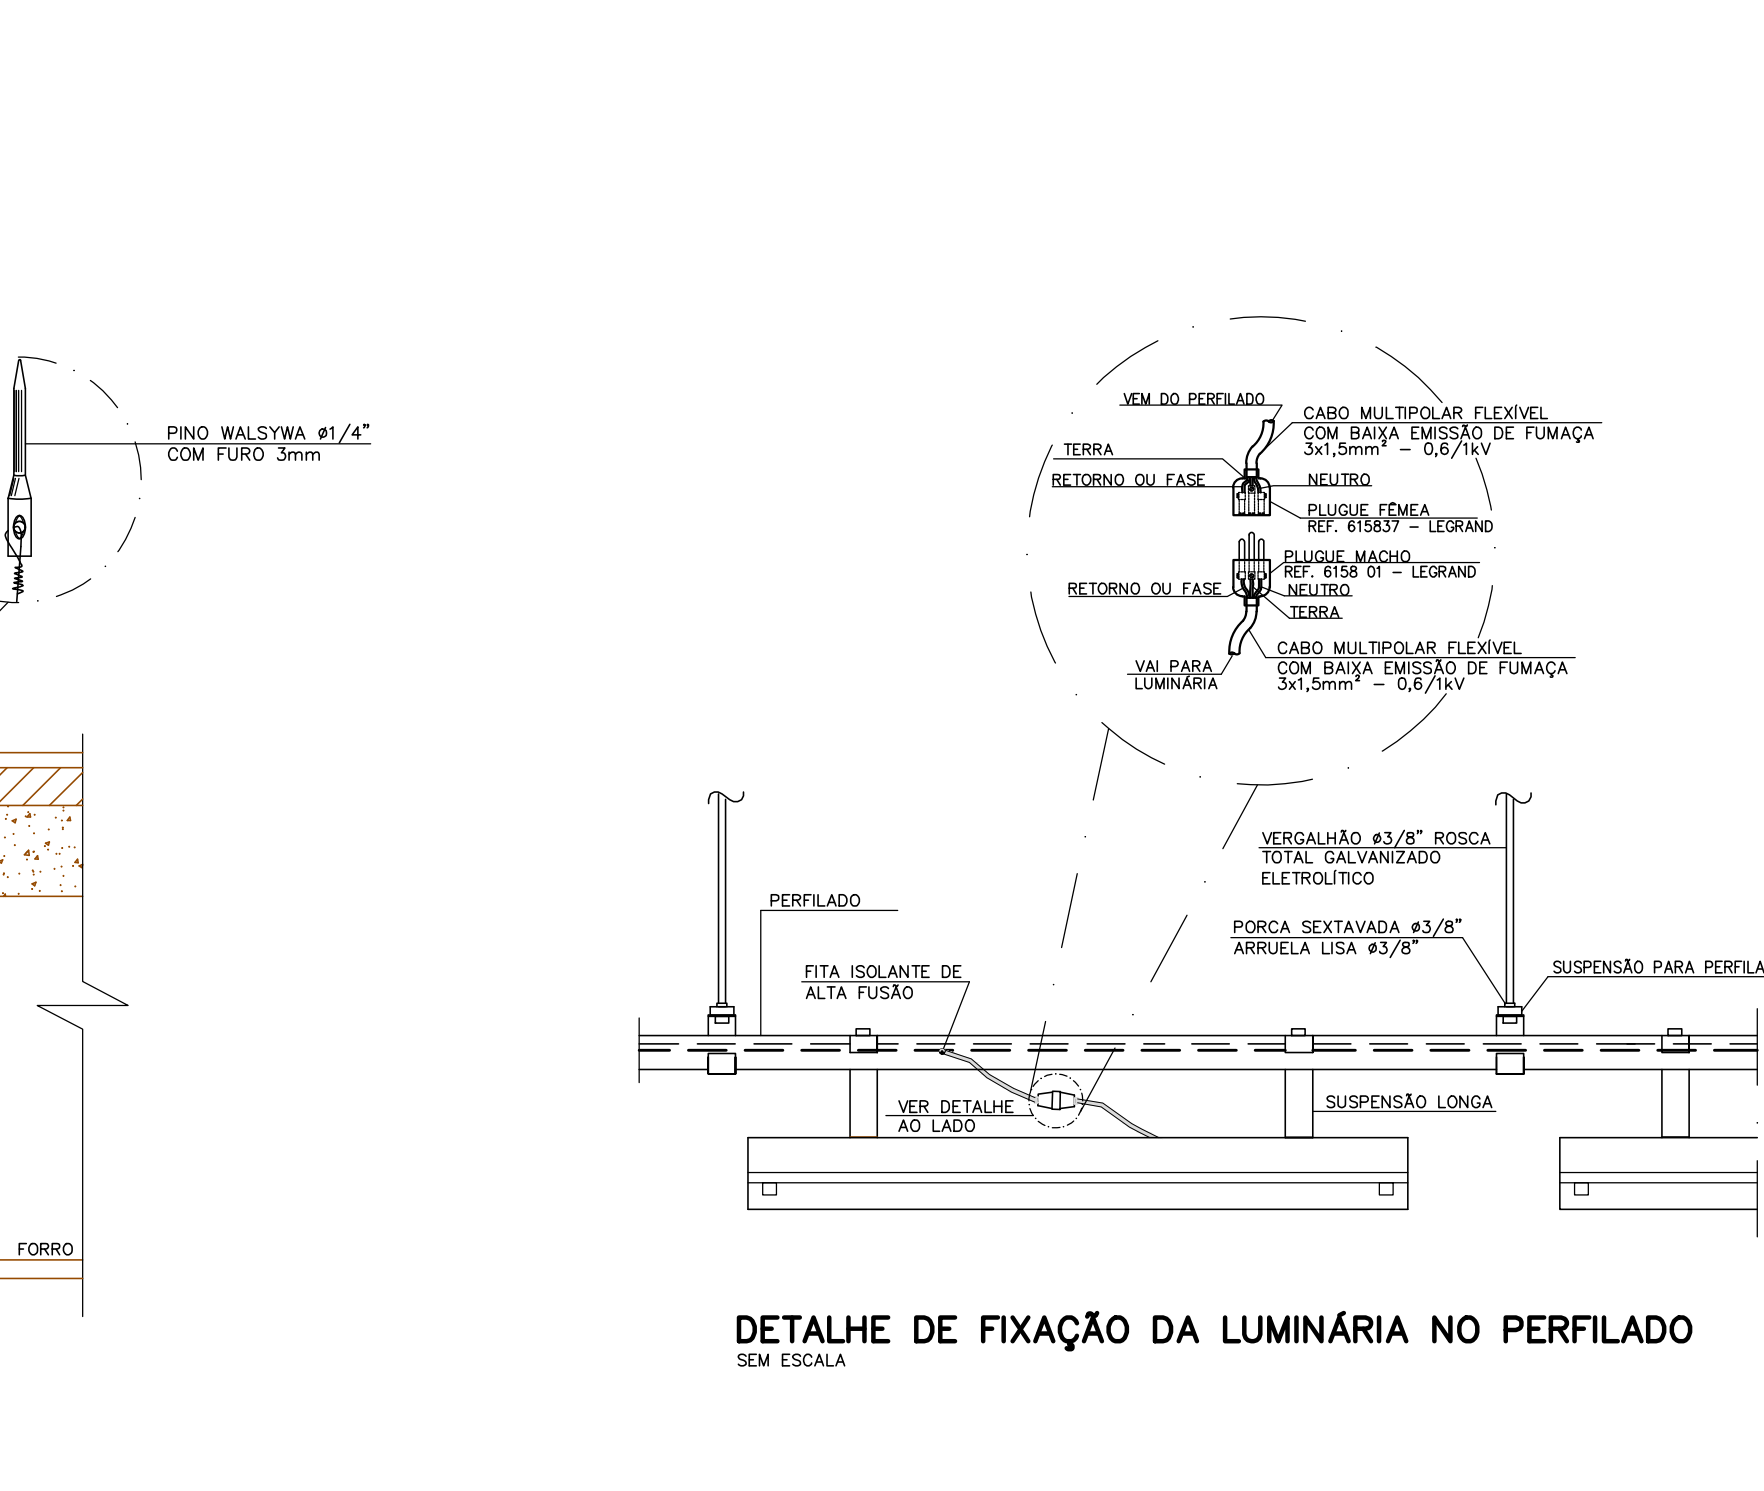 PINO WALSYWA ø1/4"
COM FURO 3mm
FORRO
VEM DO PERFILADO
CABO MULTIPOLAR FLEXÍVEL
COM BAIXA EMISSÃO DE FUMAÇA
3x1,5mm² - 0,6/1kV
TERRA
RETORNO OU FASE
NEUTRO
PLUGUE FÊMEA
REF. 615837 - LEGRAND
PLUGUE MACHO
REF. 6158 01 - LEGRAND
RETORNO OU FASE
NEUTRO
TERRA
CABO MULTIPOLAR FLEXÍVEL
COM BAIXA EMISSÃO DE FUMAÇA
3x1,5mm² - 0,6/1kV
VAI PARA
LUMINÁRIA
VERGALHÃO ø3/8" ROSCA
TOTAL GALVANIZADO
ELETROLÍTICO
PERFILADO
PORCA SEXTAVADA ø3/8"
ARRUELA LISA ø3/8"
FITA ISOLANTE DE
ALTA FUSÃO
SUSPENSÃO PARA PERFILA
VER DETALHE
AO LADO
SUSPENSÃO LONGA
DETALHE DE FIXAÇÃO DA LUMINÁRIA NO PERFILADO
SEM ESCALA